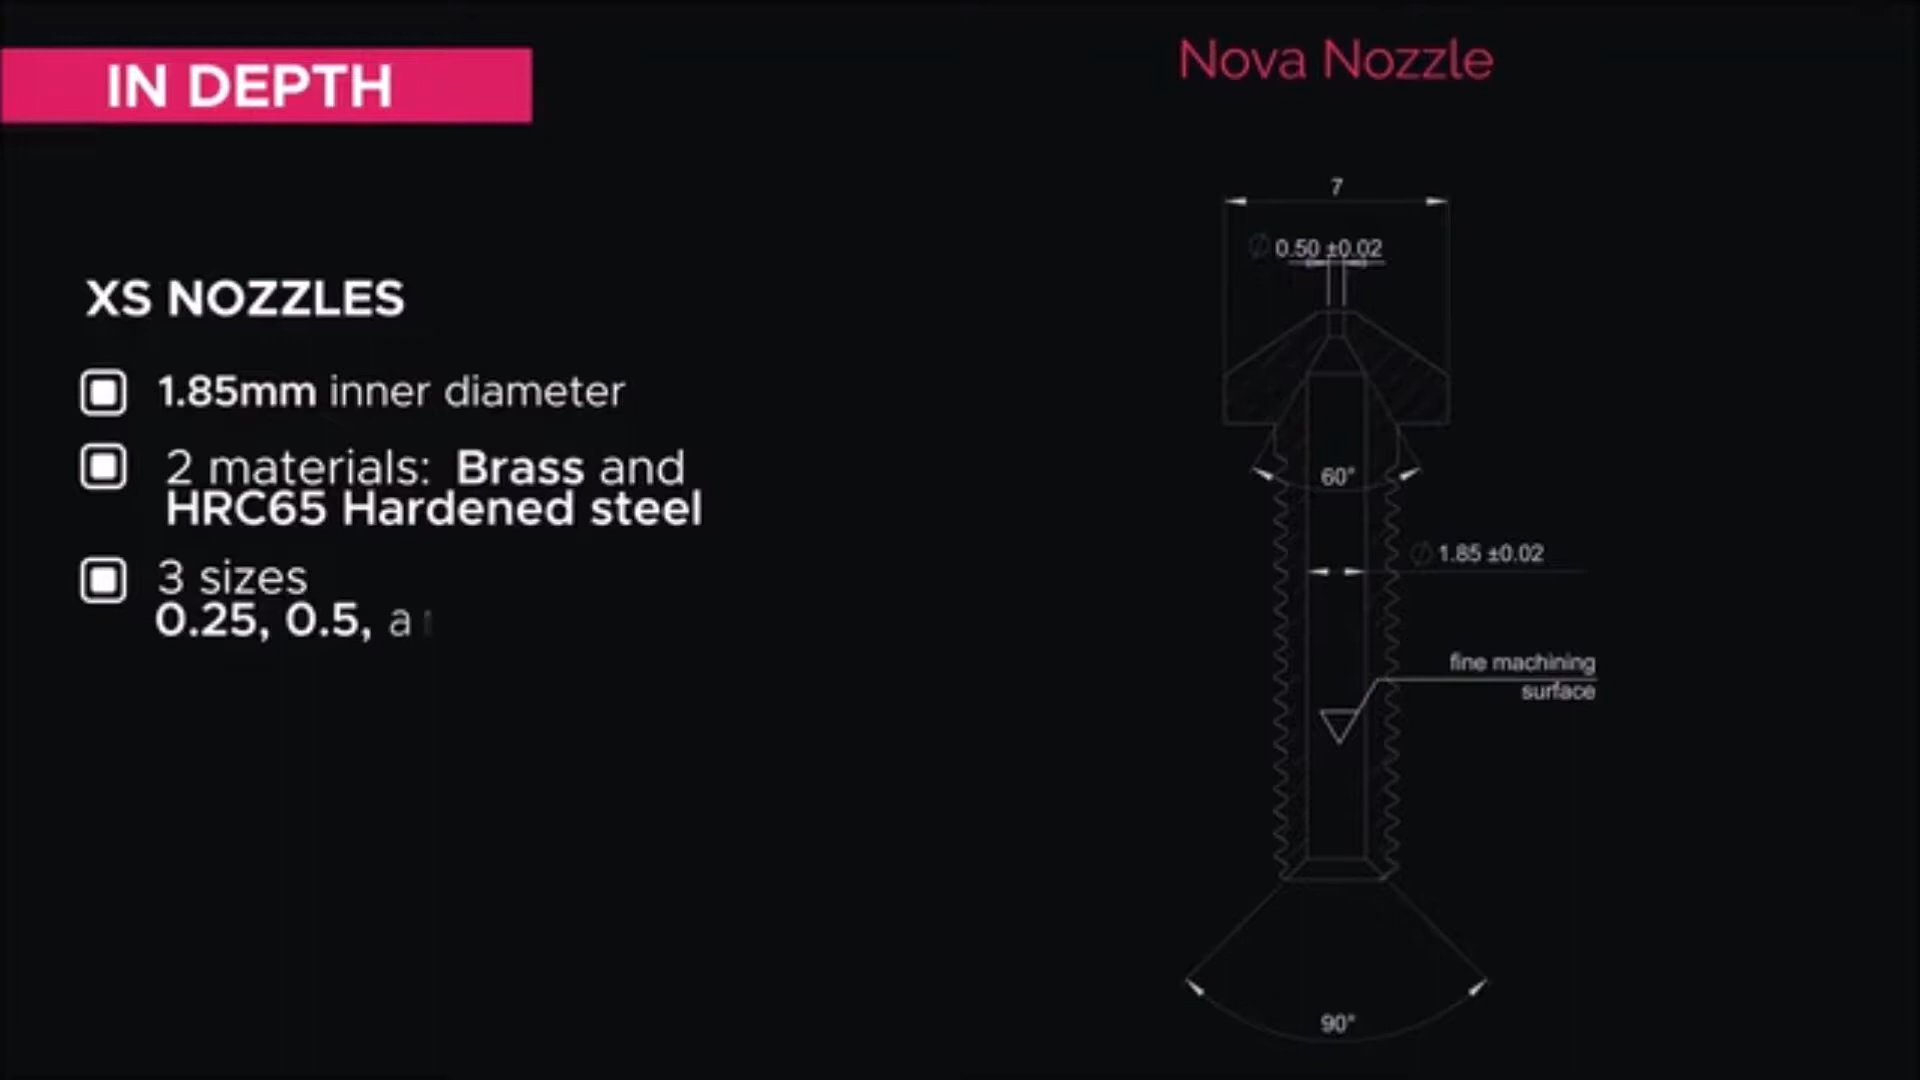 IN DEPTH
Nova Nozzle
XS NOZZLES
1.85mm inner diameter
2 materials: Brass and
HRC65 Hardened steel
3 sizes
0.25, 0.5, a
7
∅ 0.50 ±0.02
60°
∅ 1.85 ±0.02
fine machining
surface
90°